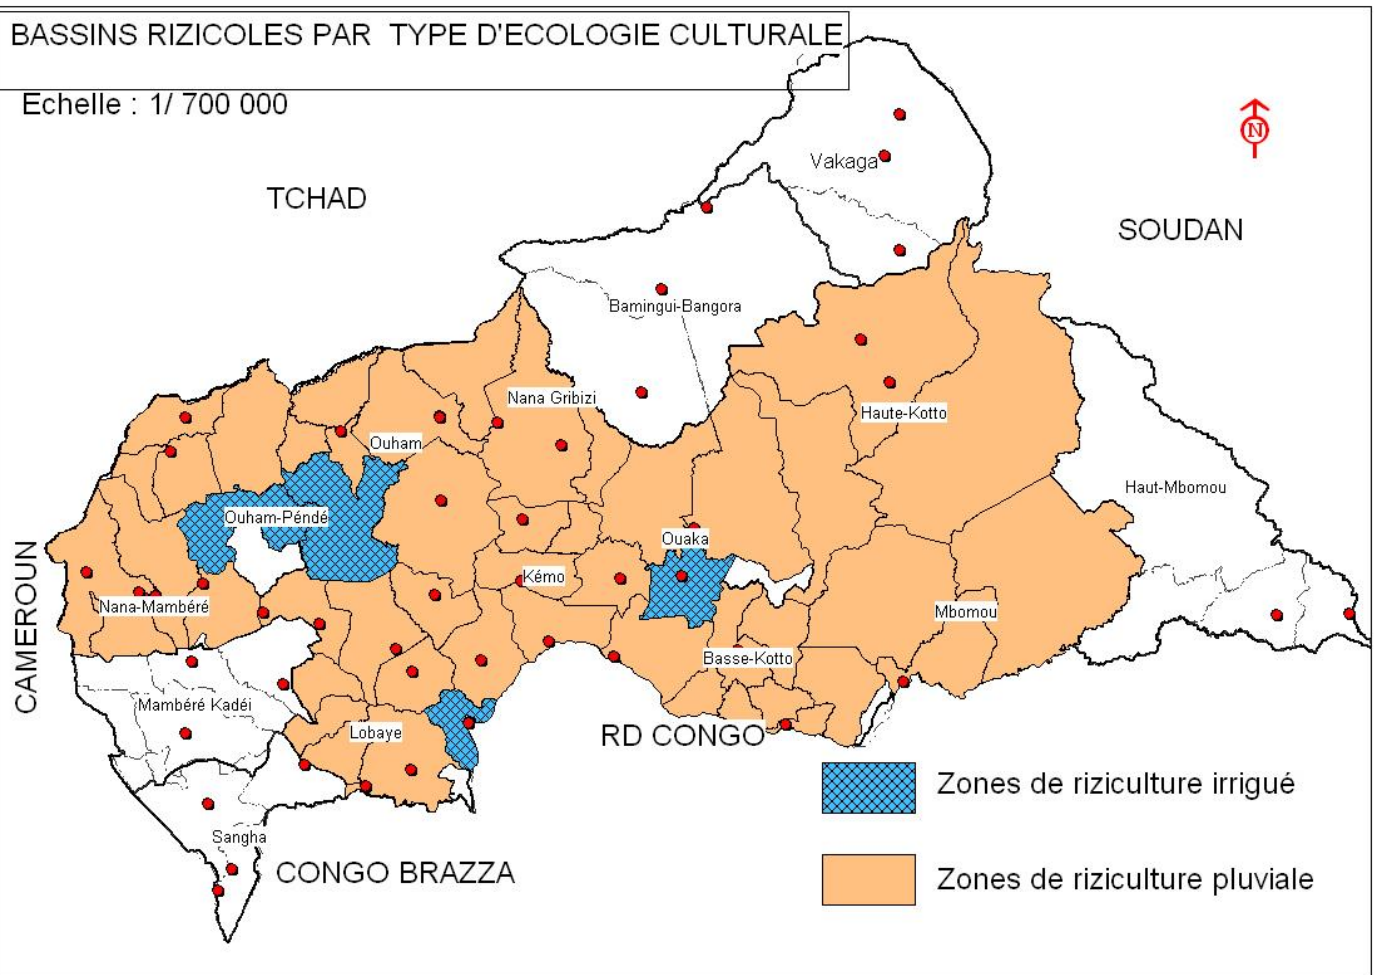 BASSINS RIZICOLES PAR TYPE D'ECOLOGIE CULTURALE
Echelle : 1/ 700 000
N
TCHAD
Vakaga
SOUDAN
Bamingui-Bangora
Nana Gribizi
Haute-Kotto
Ouham
Haut-Mbomou
Ouham-Péndé
Ouaka
CAMEROUN
Kémo
Nana-Mambéré
Mbomou
Basse-Kotto
Mambéré Kadéi
Lobaye
RD CONGO
Zones de riziculture irrigué
Sangha
CONGO BRAZZA
Zones de riziculture pluviale